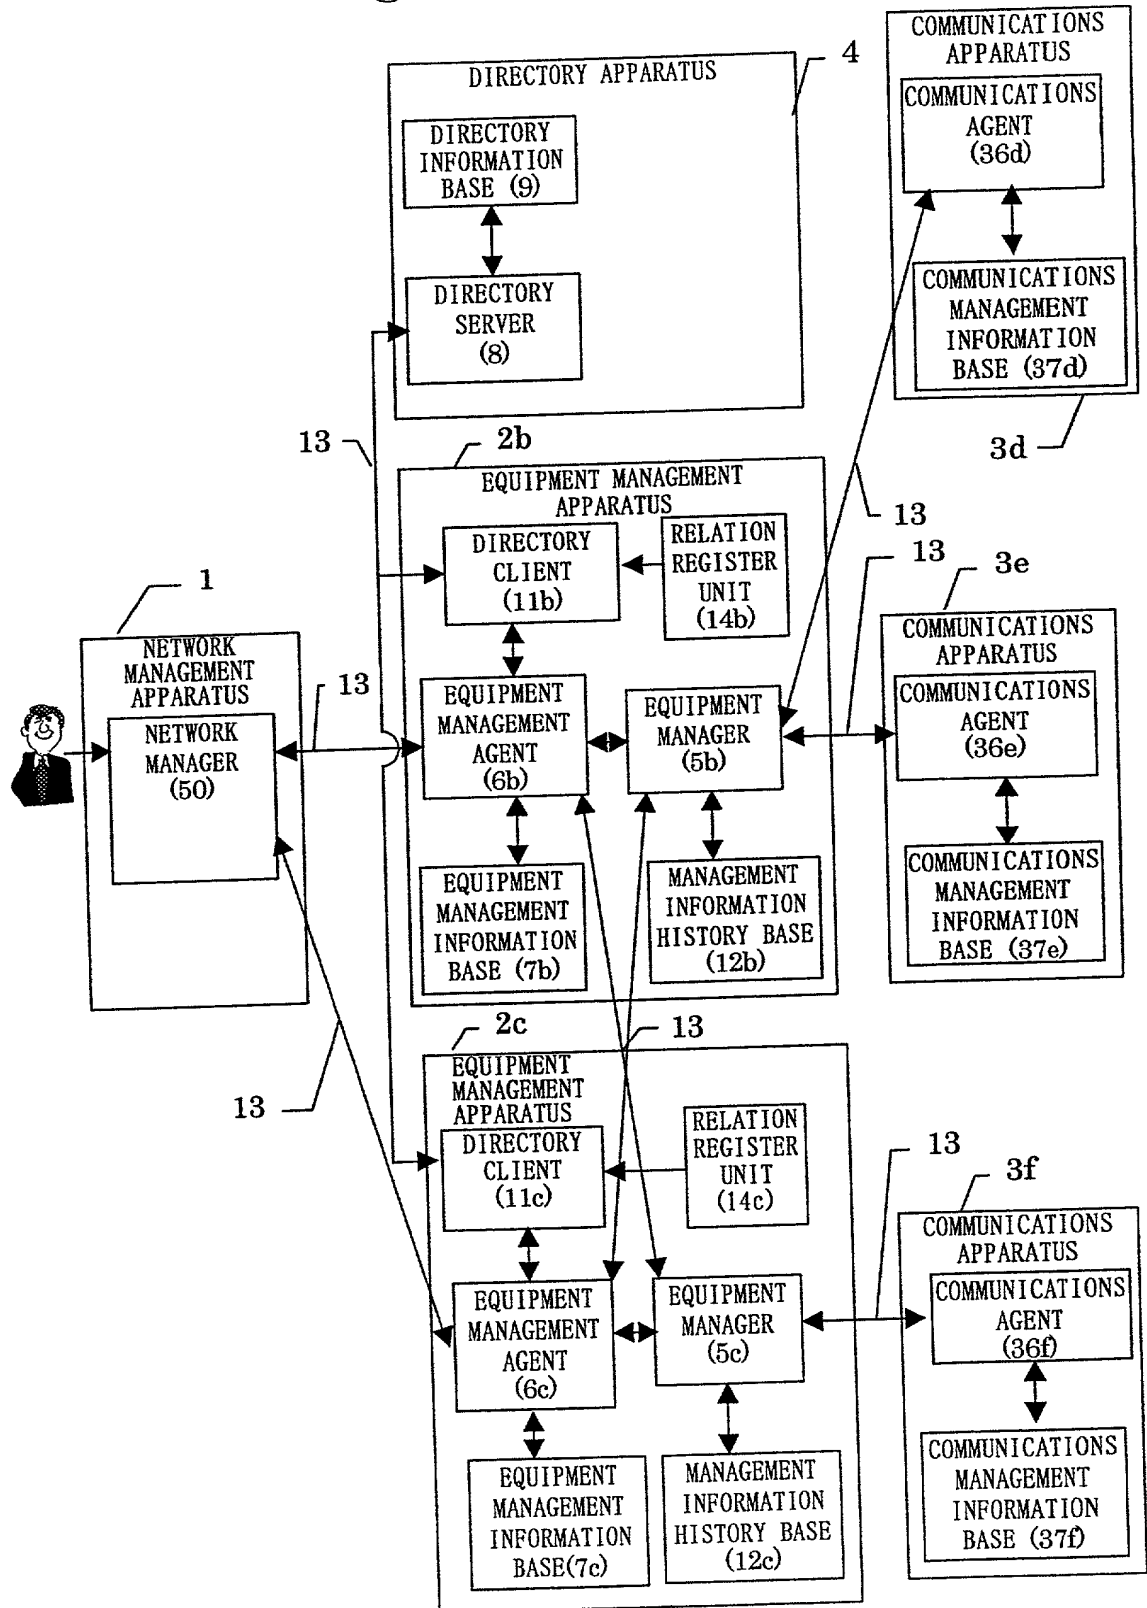 COMMUNICATIONS
APPARATUS
COMMUNICATIONS
AGENT
(36d)
COMMUNICATIONS
MANAGEMENT
INFORMATION
BASE (37d)
3d
DIRECTORY APPARATUS
4
DIRECTORY
INFORMATION
BASE (9)
DIRECTORY
SERVER
(8)
13
2b
EQUIPMENT MANAGEMENT
APPARATUS
DIRECTORY
CLIENT
(11b)
RELATION
REGISTER
UNIT
(14b)
13
13
1
NETWORK
MANAGEMENT
APPARATUS
NETWORK
MANAGER
(50)
13
EQUIPMENT
MANAGEMENT
AGENT
(6b)
EQUIPMENT
MANAGER
(5b)
EQUIPMENT
MANAGEMENT
INFORMATION
BASE (7b)
MANAGEMENT
INFORMATION
HISTORY BASE
(12b)
3e
COMMUNICATIONS
APPARATUS
COMMUNICATIONS
AGENT
(36e)
COMMUNICATIONS
MANAGEMENT
INFORMATION
BASE (37e)
13
2c
13
EQUIPMENT
MANAGEMENT
APPARATUS
DIRECTORY
CLIENT
(11c)
RELATION
REGISTER
UNIT
(14c)
EQUIPMENT
MANAGEMENT
AGENT
(6c)
EQUIPMENT
MANAGER
(5c)
EQUIPMENT
MANAGEMENT
INFORMATION
BASE(7c)
MANAGEMENT
INFORMATION
HISTORY BASE
(12c)
13
3f
COMMUNICATIONS
APPARATUS
COMMUNICATIONS
AGENT
(36f)
COMMUNICATIONS
MANAGEMENT
INFORMATION
BASE (37f)